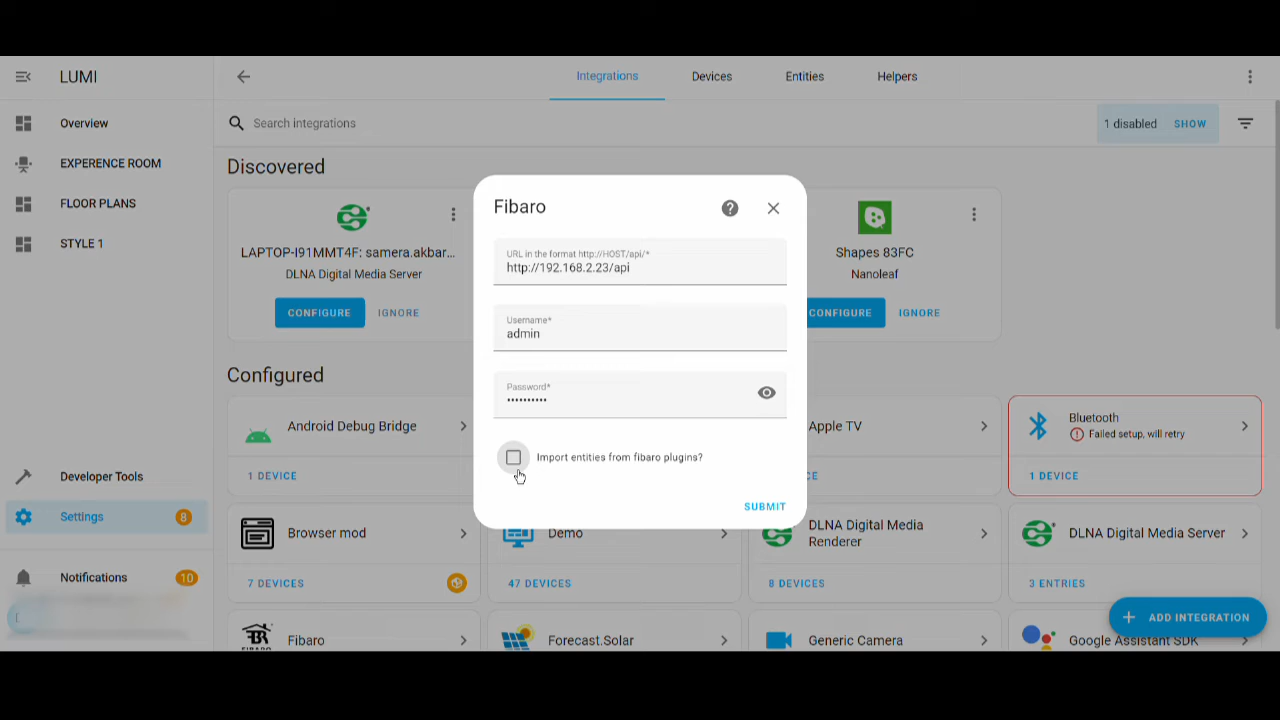 LUMI
Integrations
Devices
Entities
Helpers
Overview
EXPERENCE ROOM
FLOOR PLANS
STYLE 1
Developer Tools
Settings
8
Notifications
10
Search integrations
1 disabled
SHOW
Discovered
LAPTOP-I91MMT4F: samera.akbar...
DLNA Digital Media Server
CONFIGURE
IGNORE
Shapes 83FC
Nanoleaf
CONFIGURE
IGNORE
Fibaro
URL in the format http://HOST/api/*
http://192.168.2.23/api
Username*
admin
Password*
••••••••••
Import entities from fibaro plugins?
SUBMIT
Configured
Android Debug Bridge
1 DEVICE
Apple TV
CE
Bluetooth
Failed setup, will retry
1 DEVICE
Browser mod
7 DEVICES
Demo
47 DEVICES
DLNA Digital Media
Renderer
8 DEVICES
DLNA Digital Media Server
3 ENTRIES
Fibaro
FIBARO
Forecast.Solar
Generic Camera
Google Assistant SDK
ADD INTEGRATION